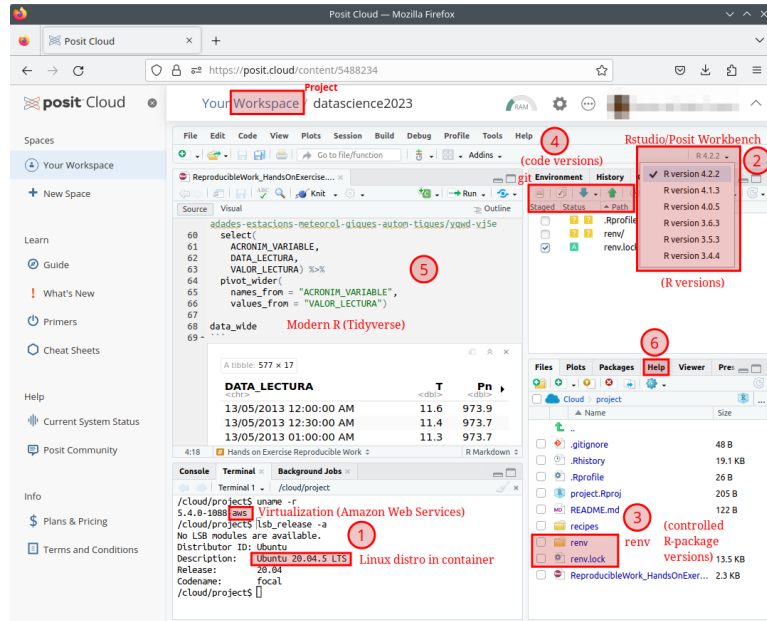 Posit Cloud — Mozilla Firefox
Posit Cloud
https://posit.cloud/content/5488234
Project
posit Cloud
Your Workspace / datascience2023
RAM
Spaces
Your Workspace
New Space
Learn
Guide
What's New
Primers
Cheat Sheets
Help
Current System Status
Posit Community
Info
Plans & Pricing
Terms and Conditions
File Edit Code View Plots Session Build Debug Profile Tools Help
Go to file/function
Addins
4
(code versions)
git
Rstudio/Posit Workbench
R 4.2.2
2
R version 4.2.2
R version 4.1.3
R version 4.0.5
R version 3.6.3
R version 3.5.3
R version 3.4.4
(R versions)
ReproducibleWork_HandsOnExercise....
Knit
Run
Source Visual
Outline
adades-estacions-meteorol-giques-autom-tiques/yqwd-vj5e
60 select(
61 ACRONIM_VARIABLE,
62 DATA_LECTURA,
63 VALOR_LECTURA) %>%
64 pivot_wider(
65 names_from = "ACRONIM_VARIABLE",
66 values_from = "VALOR_LECTURA")
67
68 data_wide
69 ```
5
Modern R (Tidyverse)
A tibble: 577 × 17
DATA_LECTURA T Pn
<chr> <dbl> <dbl>
13/05/2013 12:00:00 AM 11.6 973.9
13/05/2013 12:30:00 AM 11.4 973.7
13/05/2013 01:00:00 AM 11.3 973.7
4:18 Hands on Exercise Reproducible Work R Markdown
Environment History
Staged Status Path
.Rprofile
renv/
A renv.lock
6
Files Plots Packages Help Viewer
Cloud project
Name Size
..
.gitignore 48 B
.Rhistory 19.1 KB
.Rprofile 26 B
project.Rproj 205 B
README.md 122 B
recipes
renv
renv.lock 13.5 KB
ReproducibleWork_HandsOnExer... 2.3 KB
3
renv
(controlled
R-package
versions)
Console Terminal Background Jobs
Terminal 1 /cloud/project
/cloud/project$ uname -r
5.4.0-1088-aws
Virtualization (Amazon Web Services)
/cloud/project$ lsb_release -a
No LSB modules are available.
Distributor ID: Ubuntu
Description: Ubuntu 20.04.5 LTS
Release: 20.04
Codename: focal
/cloud/project$
1
Linux distro in container